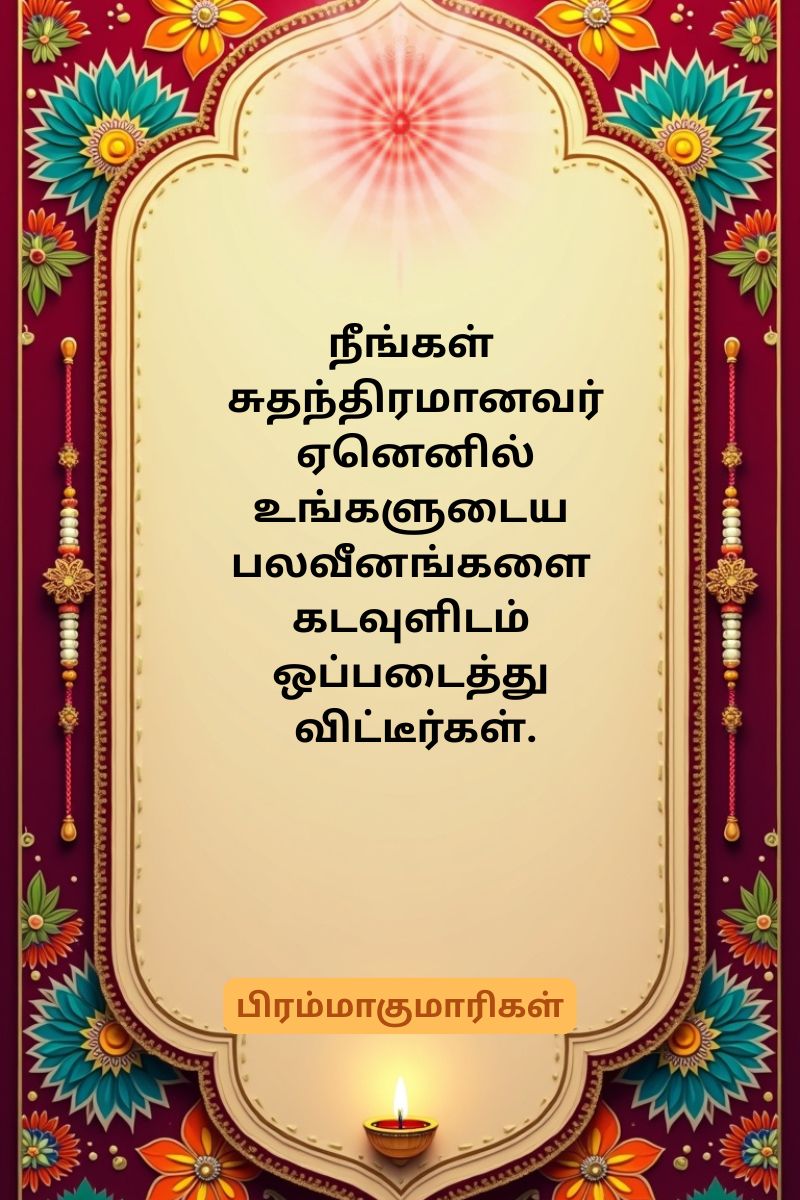 நீங்கள்
சுதந்திரமானவர்
ஏனெனில்
உங்களுடைய
பலவீனங்களை
கடவுளிடம்
ஒப்படைத்து
விட்டீர்கள்.
பிரம்மாகுமாரிகள்